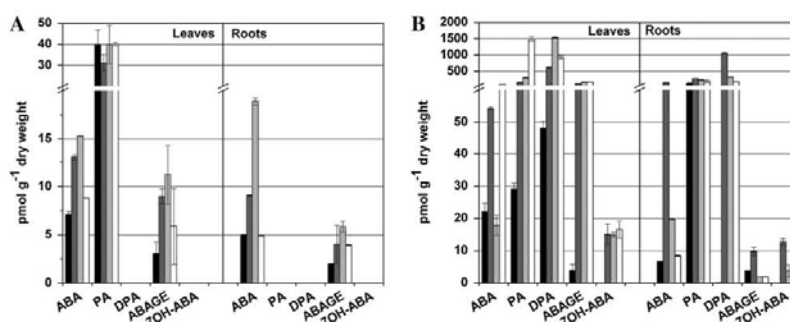 A
B
Leaves Roots
Leaves Roots
pmol g-1 dry weight
50
40
30
15
10
5
0
pmol g-1 dry weight
2000
1500
1000
500
50
40
30
20
10
0
ABA PA DPA ABAGE 7OH-ABA ABA PA DPA ABAGE 7OH-ABA
ABA PA DPA ABAGE 7OH-ABA ABA PA DPA ABAGE 7OH-ABA